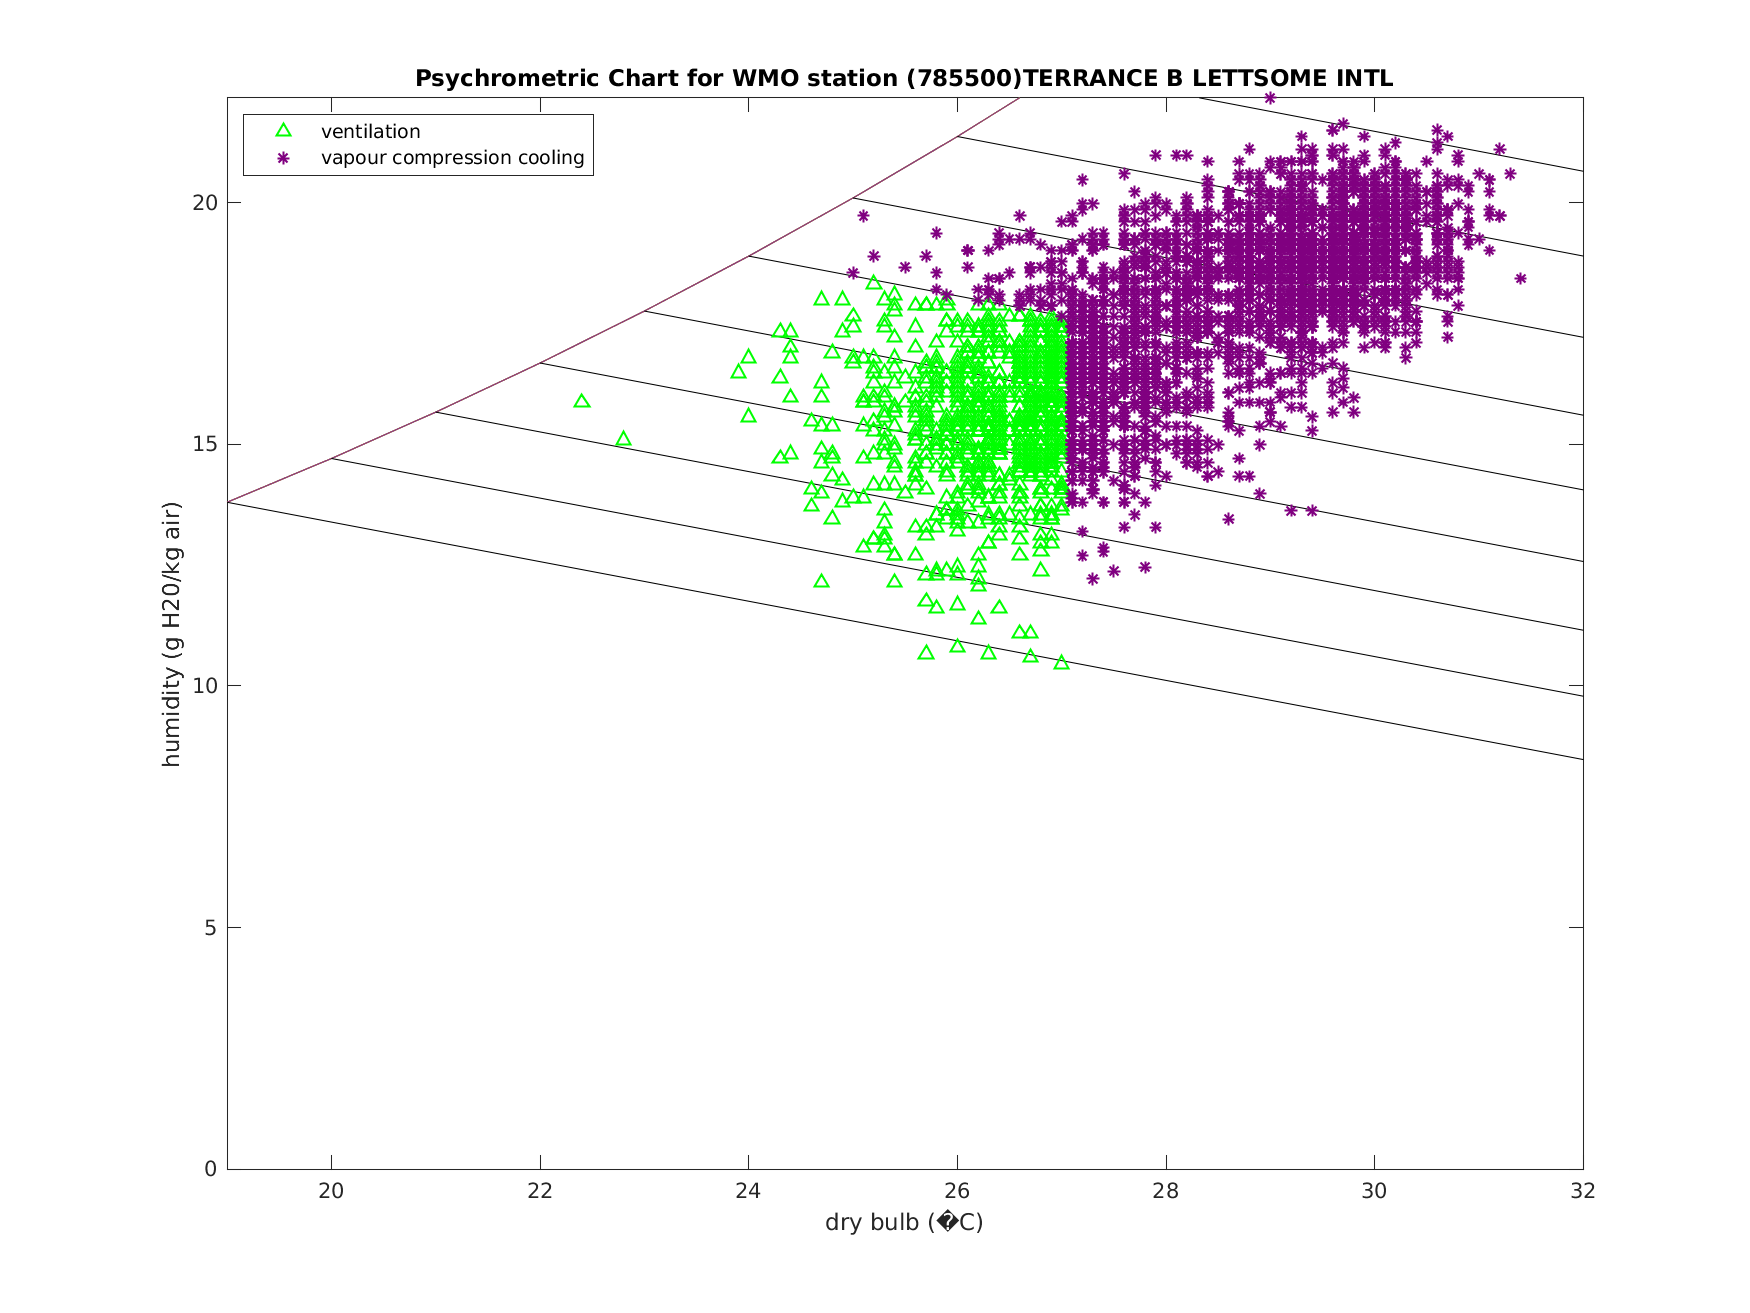 Psychrometric Chart for WMO station (785500)TERRANCE B LETTSOME INTL
ventilation
vapour compression cooling
humidity (g H20/kg air)
20
15
10
5
0
20 22 24 26 28 30 32
dry bulb (�C)